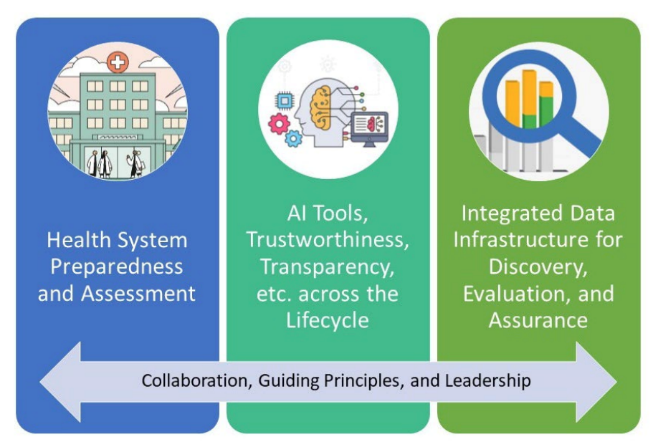 Health System
Preparedness
and Assessment
AI Tools,
Trustworthiness,
Transparency,
etc. across the
Lifecycle
Integrated Data
Infrastructure for
Discovery,
Evaluation, and
Assurance
Collaboration, Guiding Principles, and Leadership